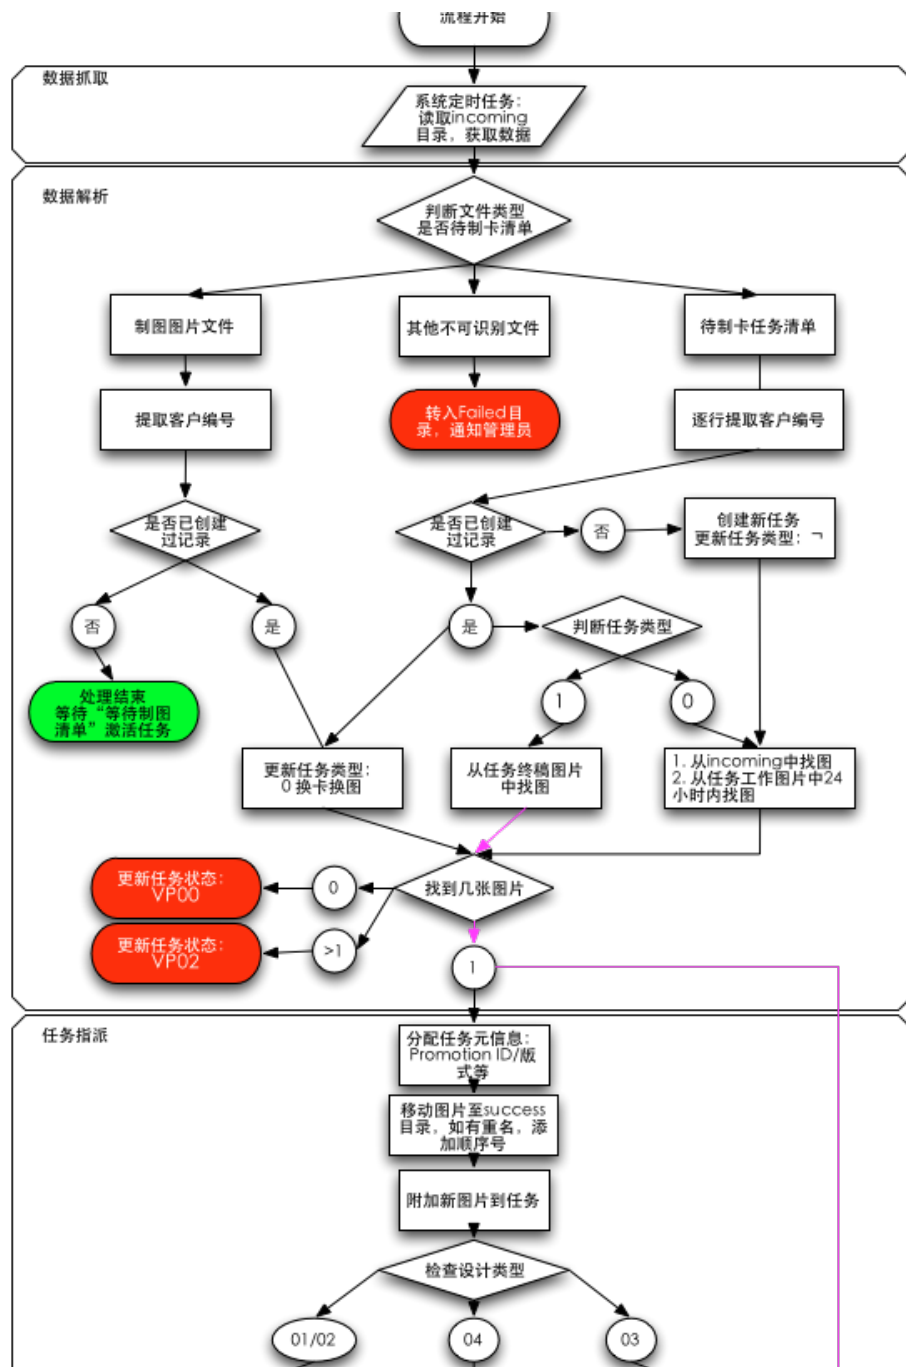 流程开始
数据抓取
系统定时任务：
读取incoming
目录，获取数据
数据解析
判断文件类型
是否待制卡清单
制图图片文件
其他不可识别文件
待制卡任务清单
提取客户编号
转入Failed目
录，通知管理员
逐行提取客户编号
是否已创建
过记录
是否已创建
过记录
否
创建新任务
更新任务类型：¬
否
是
是
判断任务类型
处理结束
等待“等待制图
清单”激活任务
1
0
更新任务类型：
0 换卡换图
从任务终稿图片
中找图
1. 从incoming中找图
2. 从任务工作图片中24
小时内找图
更新任务状态：
VP00
0
找到几张图片
更新任务状态：
VP02
>1
1
任务指派
分配任务元信息：
Promotion ID/版
式等
移动图片至success
目录，如有重名，添
加顺序号
附加新图片到任务
检查设计类型
01/02
04
03